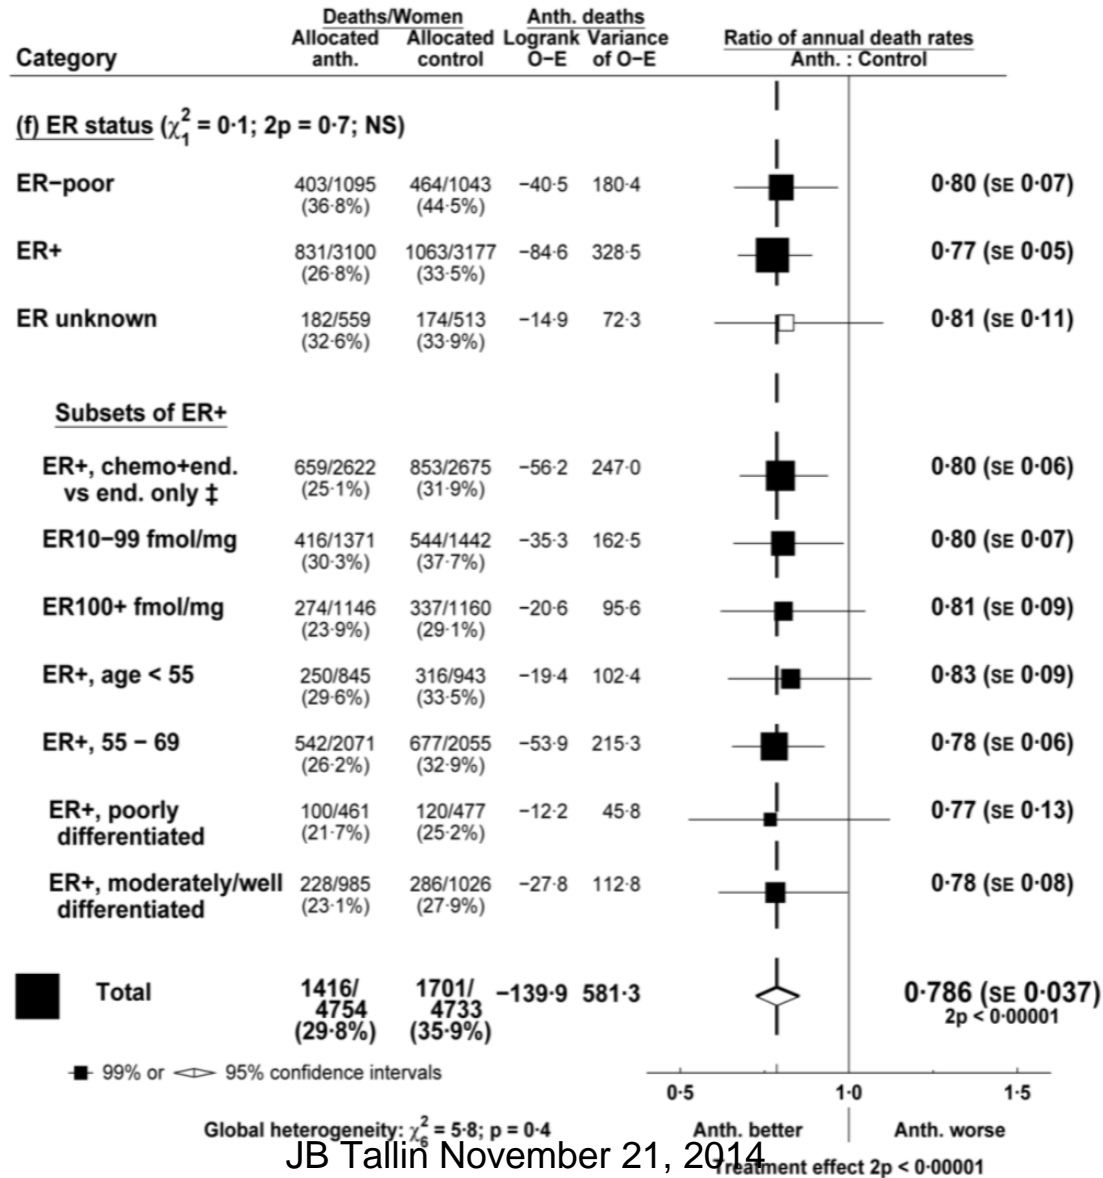 Deaths/Women Anth. deaths
Allocated Allocated Logrank Variance Ratio of annual death rates
Category anth. control O−E of O−E Anth. : Control
(f) ER status (χ²₁ = 0·1; 2p = 0·7; NS)
ER−poor 403/1095 464/1043 −40·5 180·4 0·80 (SE 0·07)
(36·8%) (44·5%)
ER+ 831/3100 1063/3177 −84·6 328·5 0·77 (SE 0·05)
(26·8%) (33·5%)
ER unknown 182/559 174/513 −14·9 72·3 0·81 (SE 0·11)
(32·6%) (33·9%)
Subsets of ER+
ER+, chemo+end. 659/2622 853/2675 −56·2 247·0 0·80 (SE 0·06)
vs end. only ‡ (25·1%) (31·9%)
ER10−99 fmol/mg 416/1371 544/1442 −35·3 162·5 0·80 (SE 0·07)
(30·3%) (37·7%)
ER100+ fmol/mg 274/1146 337/1160 −20·6 95·6 0·81 (SE 0·09)
(23·9%) (29·1%)
ER+, age < 55 250/845 316/943 −19·4 102·4 0·83 (SE 0·09)
(29·6%) (33·5%)
ER+, 55 − 69 542/2071 677/2055 −53·9 215·3 0·78 (SE 0·06)
(26·2%) (32·9%)
ER+, poorly 100/461 120/477 −12·2 45·8 0·77 (SE 0·13)
differentiated (21·7%) (25·2%)
ER+, moderately/well 228/985 286/1026 −27·8 112·8 0·78 (SE 0·08)
differentiated (23·1%) (27·9%)
Total 1416/ 1701/ −139·9 581·3 0·786 (SE 0·037)
4754 4733 2p < 0·00001
(29·8%) (35·9%)
99% or 95% confidence intervals
0·5 1·0 1·5
Global heterogeneity: χ²₆ = 5·8; p = 0·4 Anth. better Anth. worse
JB Tallin November 21, 2014
Treatment effect 2p < 0·00001